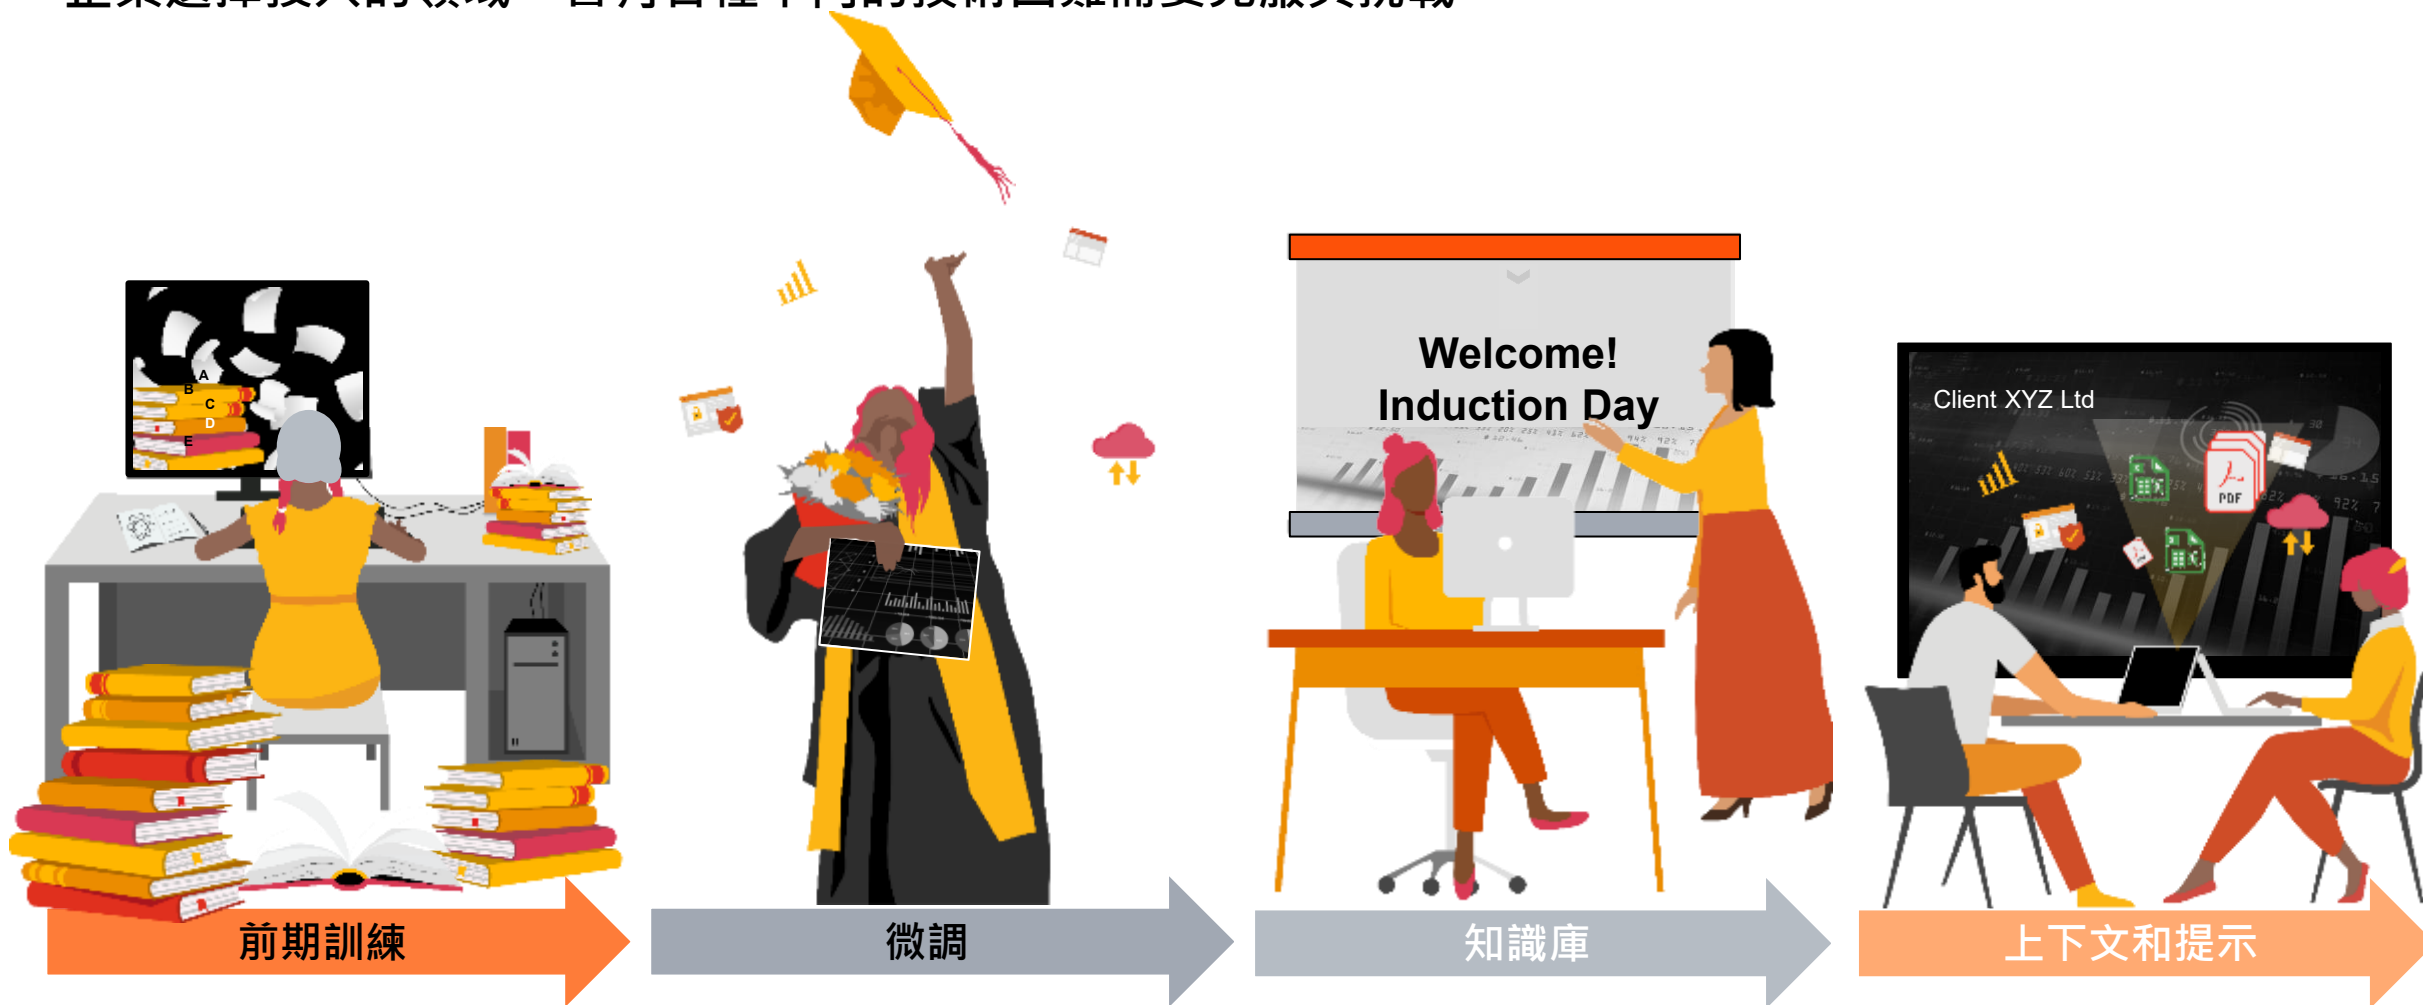 A
B
C
D
E
Welcome!
Induction Day
Client XYZ Ltd
PDF
前期訓練
微調
知識庫
上下文和提示